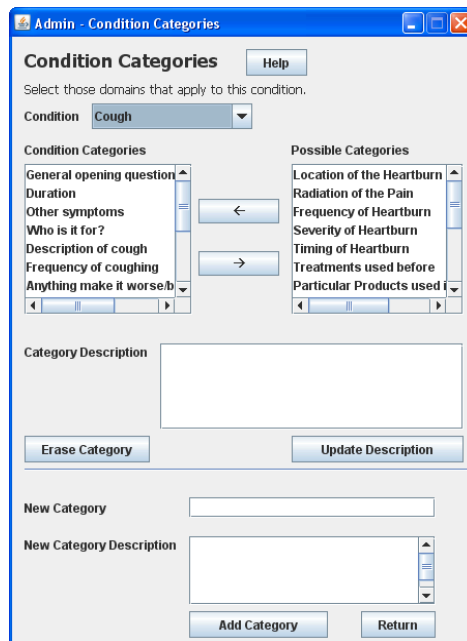 Admin - Condition Categories
Condition Categories
Help
Select those domains that apply to this condition.
Condition
Cough
Condition Categories
General opening question
Duration
Other symptoms
Who is it for?
Description of cough
Frequency of coughing
Anything make it worse/b
←
→
Possible Categories
Location of the Heartburn
Radiation of the Pain
Frequency of Heartburn
Severity of Heartburn
Timing of Heartburn
Treatments used before
Particular Products used i
Category Description
Erase Category
Update Description
New Category
New Category Description
Add Category
Return